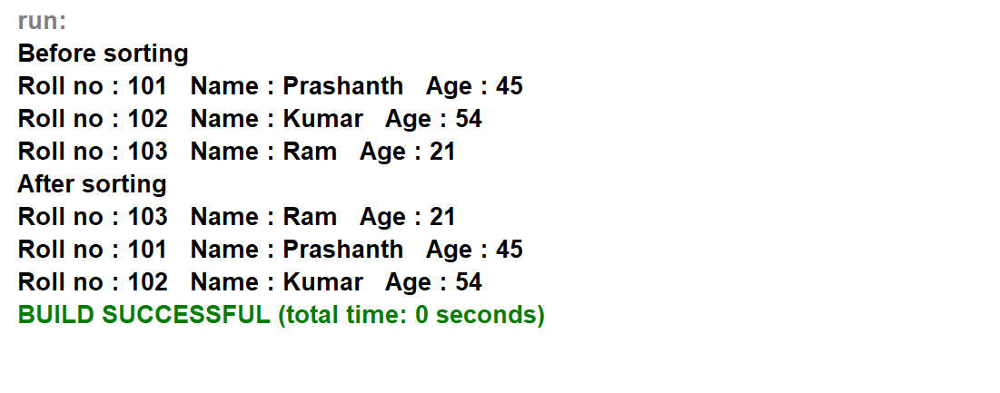 run:
Before sorting
Roll no : 101   Name : Prashanth   Age : 45
Roll no : 102   Name : Kumar   Age : 54
Roll no : 103   Name : Ram   Age : 21
After sorting
Roll no : 103   Name : Ram   Age : 21
Roll no : 101   Name : Prashanth   Age : 45
Roll no : 102   Name : Kumar   Age : 54
BUILD SUCCESSFUL (total time: 0 seconds)